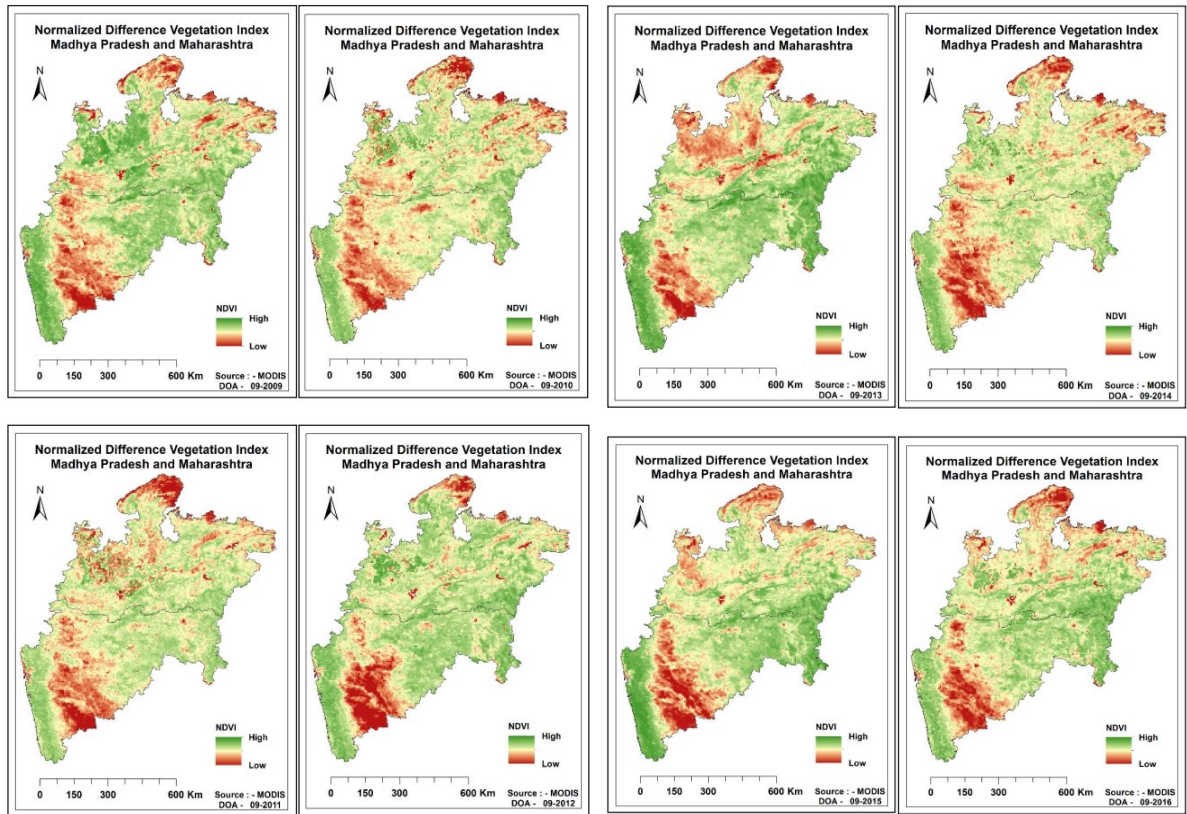 Normalized Difference Vegetation Index
Madhya Pradesh and Maharashtra
N
NDVI
High
Low
0 150 300 600 Km
Source : - MODIS
DOA - 09-2009
Normalized Difference Vegetation Index
Madhya Pradesh and Maharashtra
N
NDVI
High
Low
0 150 300 600 Km
Source : - MODIS
DOA - 09-2010
Normalized Difference Vegetation Index
Madhya Pradesh and Maharashtra
N
NDVI
High
Low
0 150 300 600 Km
Source : - MODIS
DOA - 09-2013
Normalized Difference Vegetation Index
Madhya Pradesh and Maharashtra
N
NDVI
High
Low
0 150 300 600 Km
Source : - MODIS
DOA - 09-2014
Normalized Difference Vegetation Index
Madhya Pradesh and Maharashtra
N
NDVI
High
Low
0 150 300 600 Km
Source : - MODIS
DOA - 09-2011
Normalized Difference Vegetation Index
Madhya Pradesh and Maharashtra
N
NDVI
High
Low
0 150 300 600 Km
Source : - MODIS
DOA - 09-2012
Normalized Difference Vegetation Index
Madhya Pradesh and Maharashtra
N
NDVI
High
Low
0 150 300 600 Km
Source : - MODIS
DOA - 09-2015
Normalized Difference Vegetation Index
Madhya Pradesh and Maharashtra
N
NDVI
High
Low
0 150 300 600 Km
Source : - MODIS
DOA - 09-2016